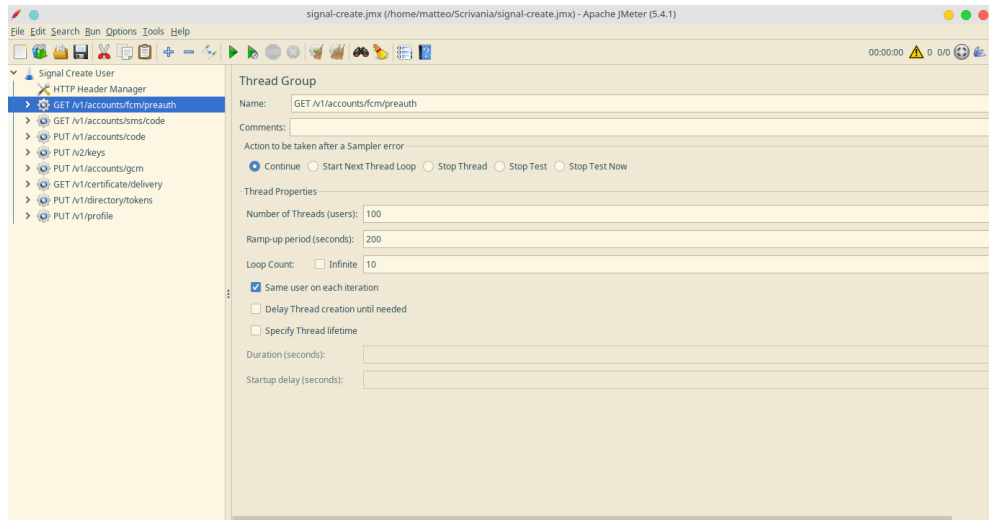 signal-create.jmx (/home/matteo/Scrivania/signal-create.jmx) - Apache JMeter (5.4.1)
File Edit Search Run Options Tools Help
00:00:00 0 0/0
Signal Create User
HTTP Header Manager
GET /v1/accounts/fcm/preauth
GET /v1/accounts/sms/code
PUT /v1/accounts/code
PUT /v2/keys
PUT /v1/accounts/gcm
GET /v1/certificate/delivery
PUT /v1/directory/tokens
PUT /v1/profile
Thread Group
Name: GET /v1/accounts/fcm/preauth
Comments:
Action to be taken after a Sampler error
Continue Start Next Thread Loop Stop Thread Stop Test Stop Test Now
Thread Properties
Number of Threads (users): 100
Ramp-up period (seconds): 200
Loop Count: Infinite 10
Same user on each iteration
Delay Thread creation until needed
Specify Thread lifetime
Duration (seconds):
Startup delay (seconds):